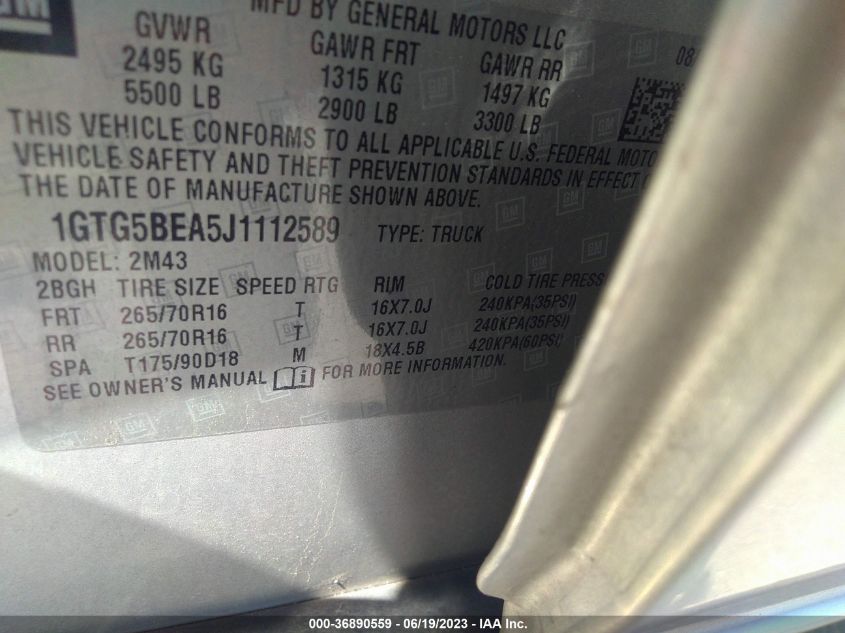 GM
MFD BY GENERAL MOTORS LLC
GVWR GAWR FRT GAWR RR 08/
2495 KG 1315 KG 1497 KG
5500 LB 2900 LB 3300 LB
THIS VEHICLE CONFORMS TO ALL APPLICABLE U.S. FEDERAL MOTO
VEHICLE SAFETY AND THEFT PREVENTION STANDARDS IN EFFECT
THE DATE OF MANUFACTURE SHOWN ABOVE.
1GTG5BEA5J1112589 TYPE: TRUCK
MODEL: 2M43
2BGH TIRE SIZE SPEED RTG RIM COLD TIRE PRESS
FRT 265/70R16 T 16X7.0J 240KPA(35PSI)
RR 265/70R16 T 16X7.0J 240KPA(35PSI)
SPA T175/90D18 M 18X4.5B 420KPA(60PSI)
SEE OWNER'S MANUAL i FOR MORE INFORMATION.
000-36890559 - 06/19/2023 - © IAA Inc.